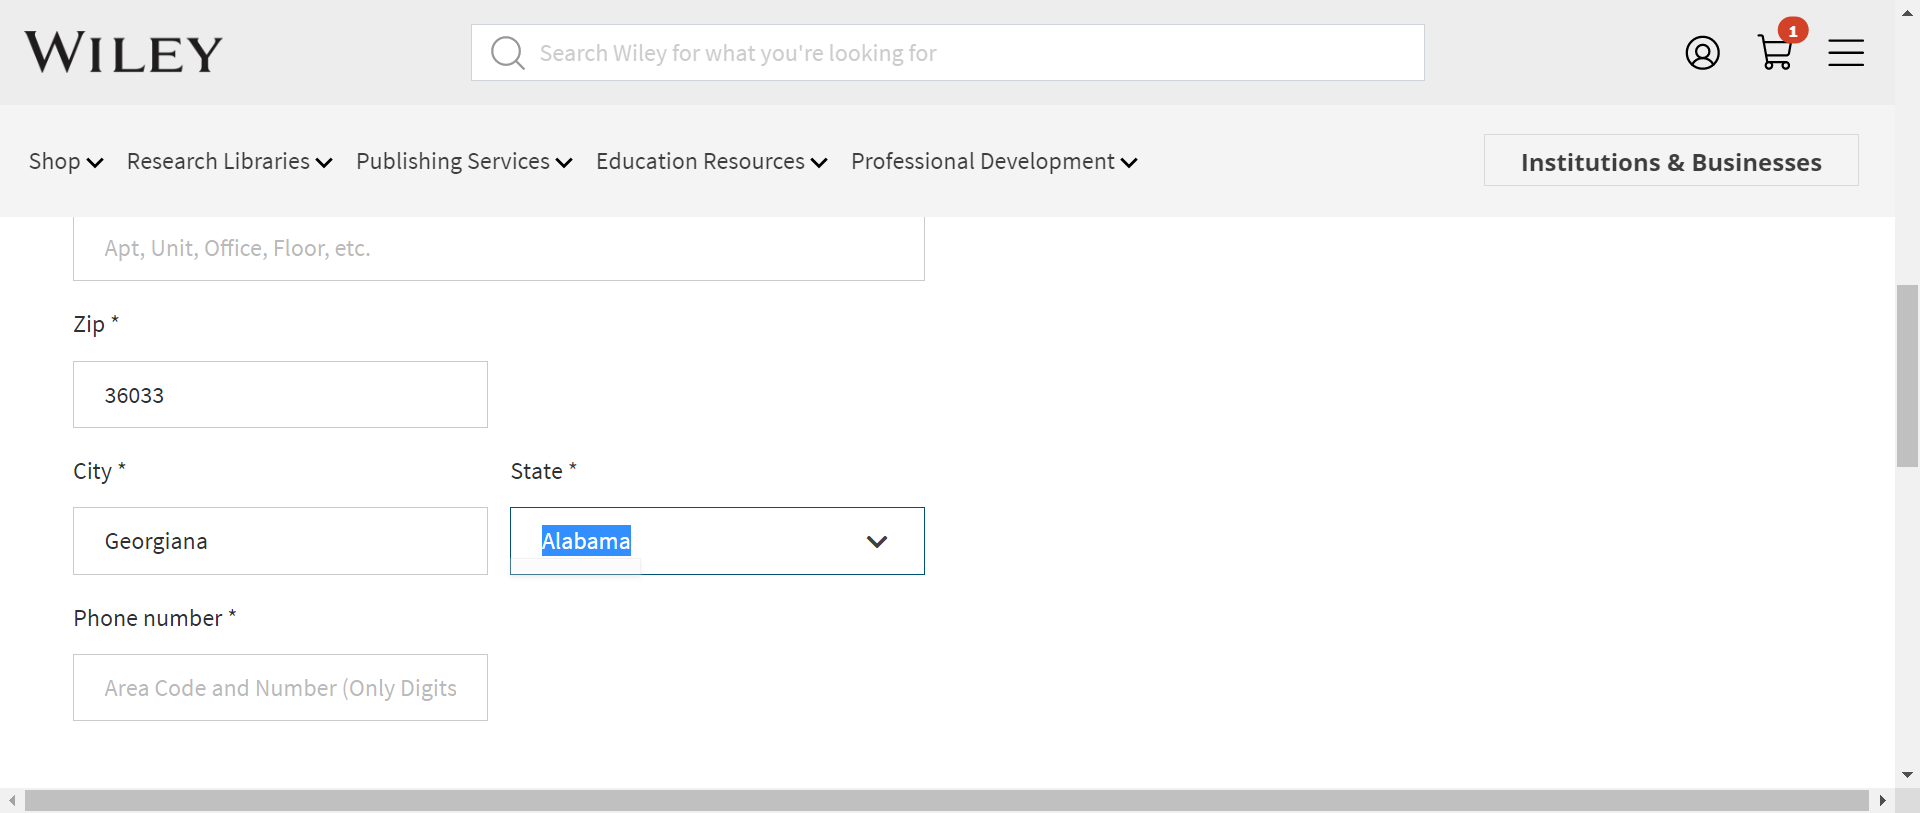 WILEY
Search Wiley for what you're looking for
1
Shop Research Libraries Publishing Services Education Resources Professional Development Institutions & Businesses
Apt, Unit, Office, Floor, etc.
Zip *
36033
City * State *
Georgiana Alabama
Phone number *
Area Code and Number (Only Digits